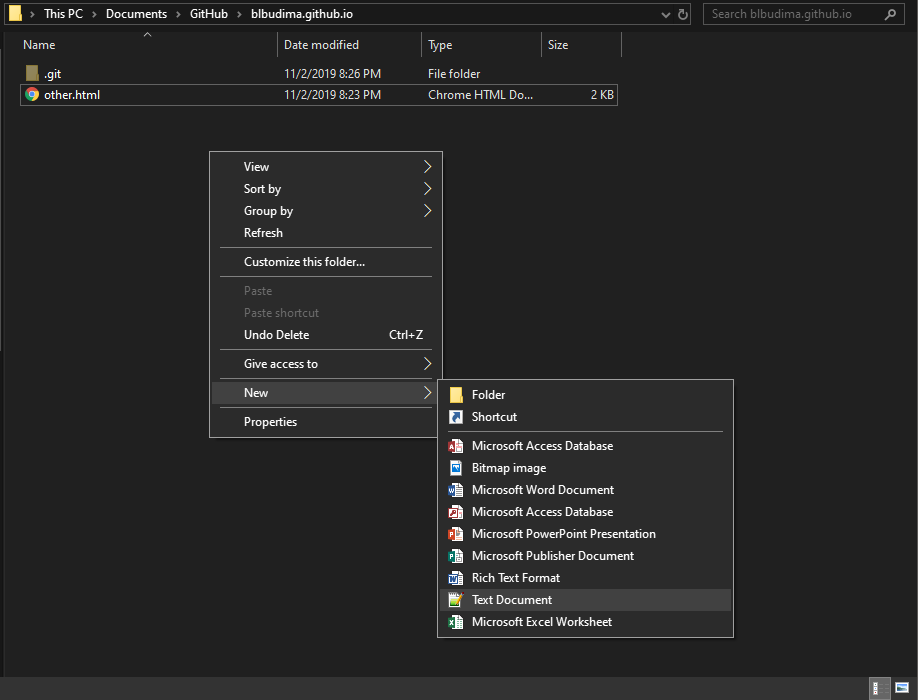 This PC > Documents > GitHub > blbudima.github.io
Search blbudima.github.io
Name Date modified Type Size
.git 11/2/2019 8:26 PM File folder
other.html 11/2/2019 8:23 PM Chrome HTML Do... 2 KB
View
Sort by
Group by
Refresh
Customize this folder...
Paste
Paste shortcut
Undo Delete Ctrl+Z
Give access to
New
Properties
Folder
Shortcut
Microsoft Access Database
Bitmap image
Microsoft Word Document
Microsoft Access Database
Microsoft PowerPoint Presentation
Microsoft Publisher Document
Rich Text Format
Text Document
Microsoft Excel Worksheet